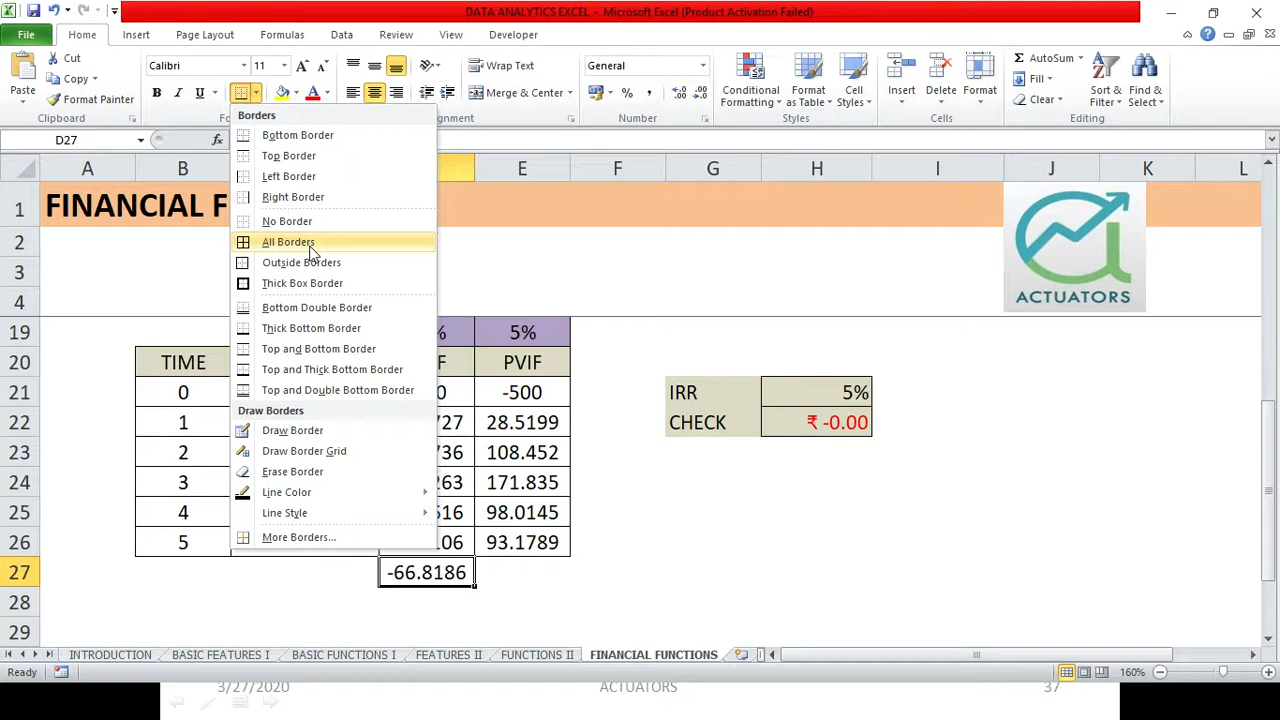 DATA ANALYTICS EXCEL - Microsoft Excel (Product Activation Failed)
File Home Insert Page Layout Formulas Data Review View Developer
Cut
Copy
Format Painter
Paste
Clipboard
Calibri 11
B I U
Wrap Text
Merge & Center
General
Number
Conditional Formatting
Format as Table
Cell Styles
Styles
Insert Delete Format
Cells
AutoSum
Fill
Clear
Sort & Filter
Find & Select
Editing
D27
fx
Borders
Bottom Border
Top Border
Left Border
Right Border
No Border
All Borders
Outside Borders
Thick Box Border
Bottom Double Border
Thick Bottom Border
Top and Bottom Border
Top and Thick Bottom Border
Top and Double Bottom Border
Draw Borders
Draw Border
Draw Border Grid
Erase Border
Line Color
Line Style
More Borders...
A B E F G H I J K L
1 FINANCIAL F
2
3
4
ACTUATORS
19 % 5%
20 TIME F PVIF
21 0 0 -500 IRR 5%
22 1 727 28.5199 CHECK ₹ -0.00
23 2 736 108.452
24 3 263 171.835
25 4 616 98.0145
26 5 106 93.1789
27 -66.8186
28
29
INTRODUCTION BASIC FEATURES I BASIC FUNCTIONS I FEATURES II FUNCTIONS II FINANCIAL FUNCTIONS
Ready 160%
3/27/2020 ACTUATORS 37